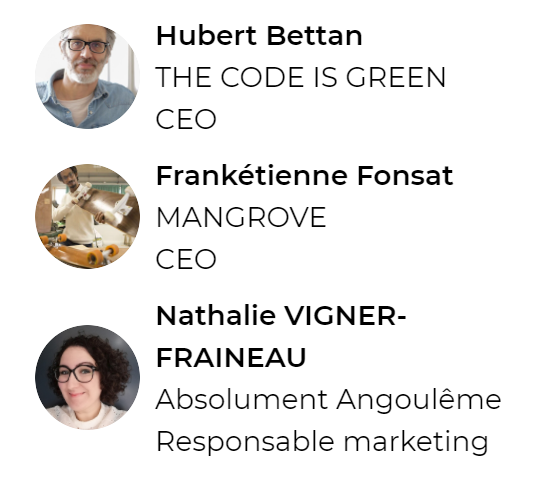 Hubert Bettan
THE CODE IS GREEN
CEO
Frankétienne Fonsat
MANGROVE
CEO
Nathalie VIGNER-
FRAINEAU
Absolument Angoulême
Responsable marketing